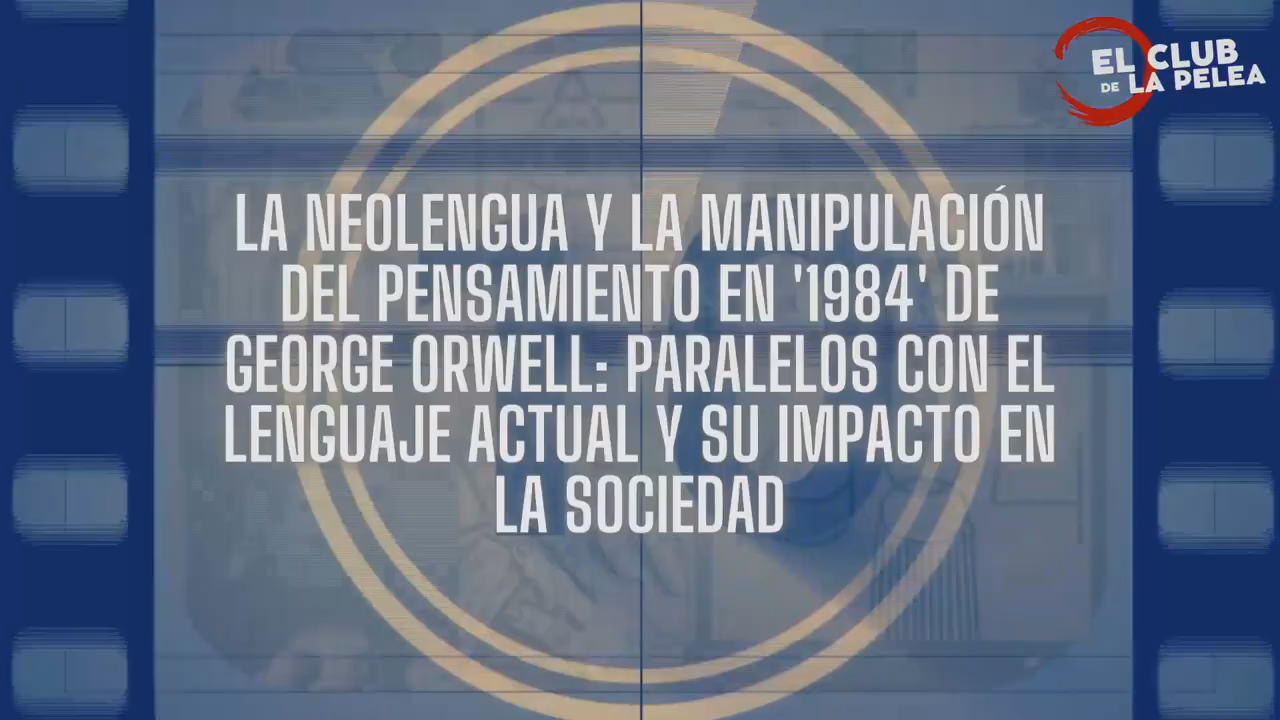 EL CLUB
DE LA PELEA
LA NEOLENGUA Y LA MANIPULACIÓN
DEL PENSAMIENTO EN '1984' DE
GEORGE ORWELL: PARALELOS CON EL
LENGUAJE ACTUAL Y SU IMPACTO EN
LA SOCIEDAD